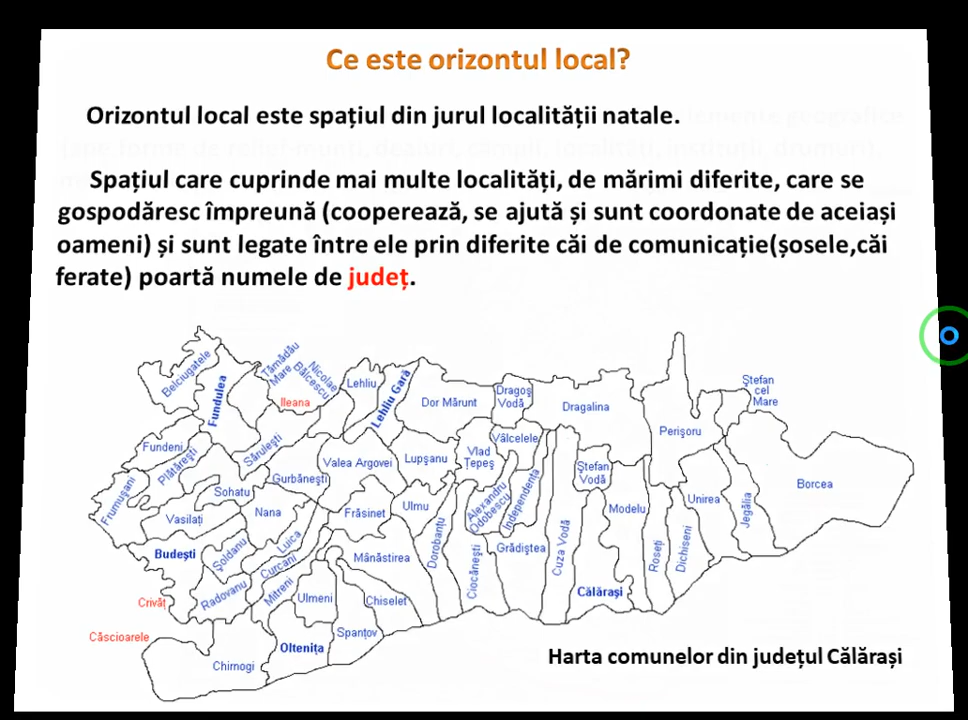 Ce este orizontul local?
Orizontul local este spațiul din jurul localității natale.
Spațiul care cuprinde mai multe localități, de mărimi diferite, care se
gospodăresc împreună (cooperează, se ajută și sunt coordonate de aceiași
oameni) și sunt legate între ele prin diferite căi de comunicație(șosele,căi
ferate) poartă numele de județ.
Belciugatele
Fundulea
Tămădău
Mare
Nicolae
Bălcescu
Ileana
Lehliu
Lehliu Gară
Dor Mărunt
Dragoș
Vodă
Dragalina
Ștefan
cel
Mare
Perișoru
Fundeni
Plătărești
Sărulești
Vâlcelele
Frumușani
Gurbănești
Valea Argovei
Lupșanu
Vlad
Țepeș
Ștefan
Vodă
Borcea
Sohatu
Vasilați
Nana
Frăsinet
Ulmu
Alexandru
Odobescu
Independența
Modelu
Unirea
Jegălia
Budești
Șoldanu
Luica
Curcani
Mânăstirea
Dorobanțu
Ciocănești
Grădiștea
Cuza Vodă
Roseți
Dichiseni
Crivăț
Radovanu
Mitreni
Ulmeni
Chiselet
Călărași
Căscioarele
Chirnogi
Oltenița
Spanțov
Harta comunelor din județul Călărași